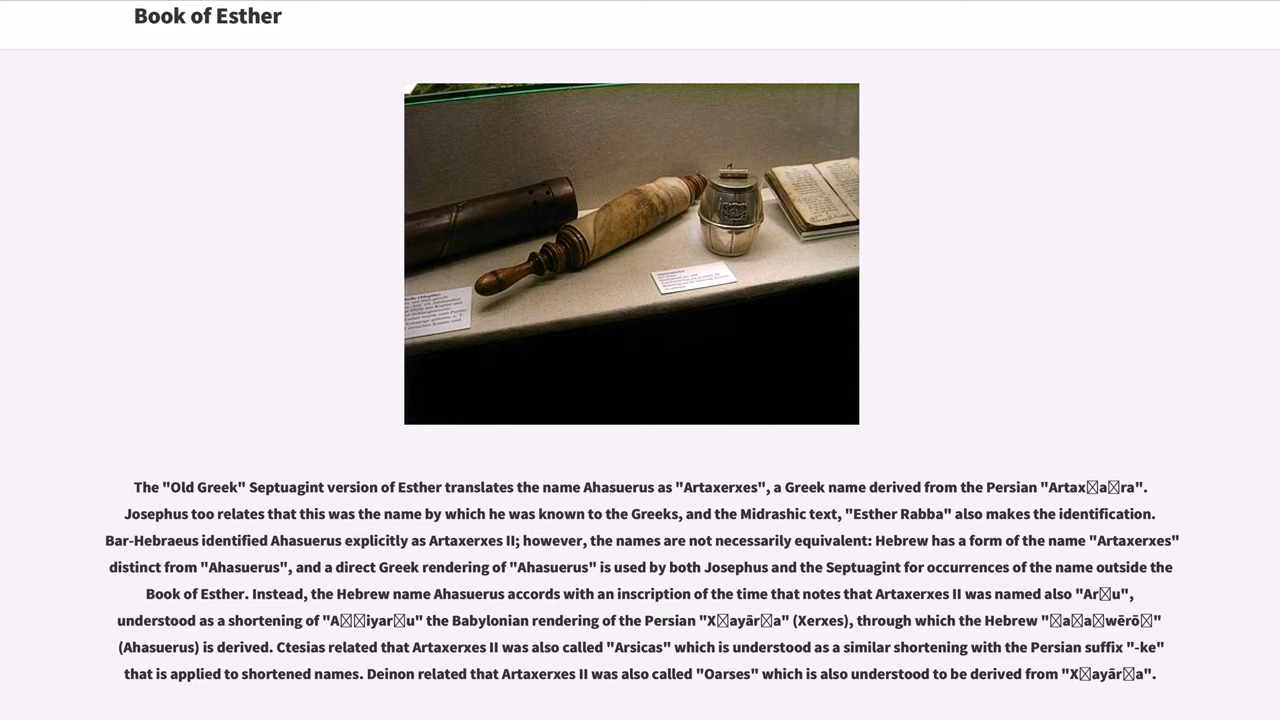 Book of Esther
The "Old Greek" Septuagint version of Esther translates the name Ahasuerus as "Artaxerxes", a Greek name derived from the Persian "Artax☒a☒ra".
Josephus too relates that this was the name by which he was known to the Greeks, and the Midrashic text, "Esther Rabba" also makes the identification.
Bar-Hebraeus identified Ahasuerus explicitly as Artaxerxes II; however, the names are not necessarily equivalent: Hebrew has a form of the name "Artaxerxes"
distinct from "Ahasuerus", and a direct Greek rendering of "Ahasuerus" is used by both Josephus and the Septuagint for occurrences of the name outside the
Book of Esther. Instead, the Hebrew name Ahasuerus accords with an inscription of the time that notes that Artaxerxes II was named also "Ar☒u",
understood as a shortening of "A☒☒iyar☒u" the Babylonian rendering of the Persian "X☒ayār☒a" (Xerxes), through which the Hebrew "☒a☒a☒wērō☒"
(Ahasuerus) is derived. Ctesias related that Artaxerxes II was also called "Arsicas" which is understood as a similar shortening with the Persian suffix "-ke"
that is applied to shortened names. Deinon related that Artaxerxes II was also called "Oarses" which is also understood to be derived from "X☒ayār☒a".